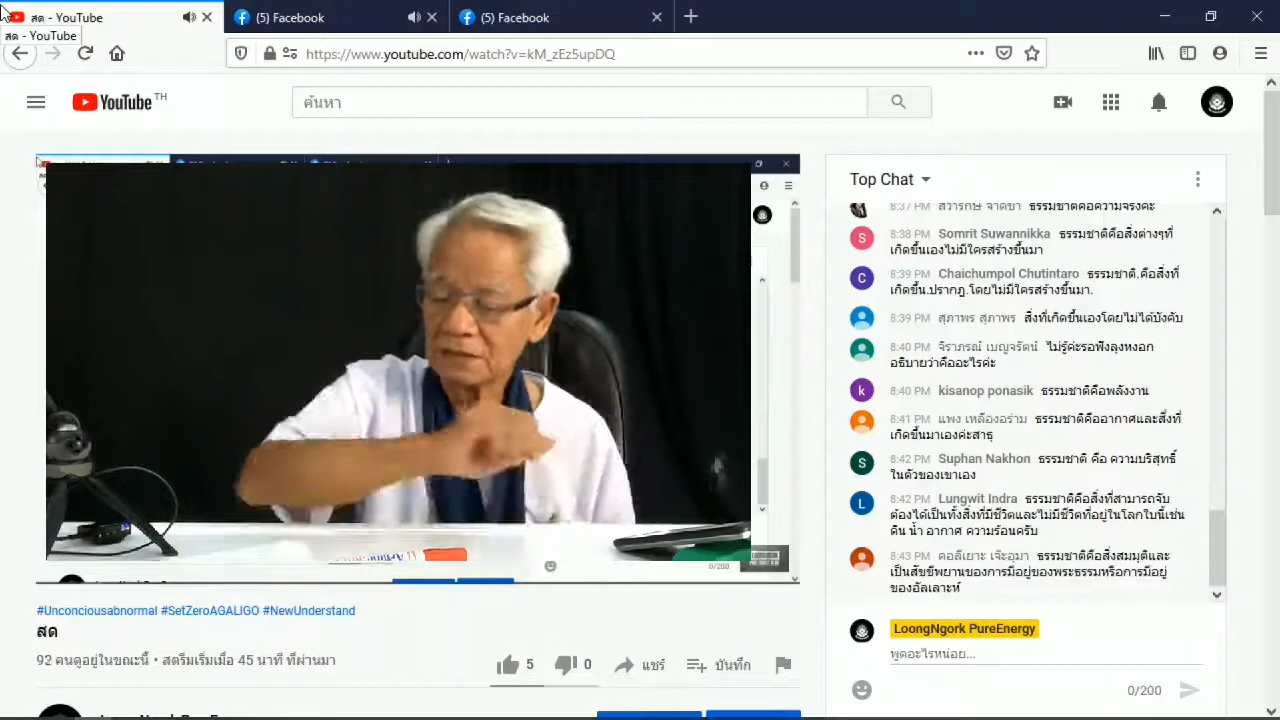 สด - YouTube
(5) Facebook
(5) Facebook
สด - YouTube
https://www.youtube.com/watch?v=kM_zEz5upDQ
YouTube TH
ค้นหา
Top Chat
8:37 PM สวารักษ์ จาดขำ ธรรมชาติคือความจริงค่ะ
8:38 PM Somrit Suwannikka ธรรมชาติคือสิ่งต่างๆที่
เกิดขึ้นเองไม่มีใครสร้างขึ้นมา
8:39 PM Chaichumpol Chutintaro ธรรมชาติ.คือสิ่งที่
เกิดขึ้น.ปรากฏ.โดยไม่มีใครสร้างขึ้นมา.
8:39 PM สุภาพร สุภาพร สิ่งที่เกิดขึ้นเองโดยไม่ได้บังคับ
8:40 PM จิราภรณ์ เบญจรัตน์ ไม่รู้ค่ะรอฟังลุงหงอก
อธิบายว่าคืออะไรค่ะ
8:40 PM kisanop ponasik ธรรมชาติคือพลังงาน
8:41 PM แพง เหลืองอร่าม ธรรมชาติคืออากาศและสิ่งที่
เกิดขึ้นมาเองค่ะสาธุ
8:42 PM Suphan Nakhon ธรรมชาติ คือ ความบริสุทธิ์
ในตัวของเขาเอง
8:42 PM Lungwit Indra ธรรมชาติคือสิ่งที่สามารถจับ
ต้องได้เป็นทั้งสิ่งที่มีชีวิตและไม่มีชีวิตที่อยู่ในโลกใบนี้เช่น
ดิน น้ำ อากาศ ความร้อนครับ
8:43 PM คอลีเยาะ เจ๊ะอุมา ธรรมชาติคือสิ่งสมมุติและ
เป็นสัขขีพยานของการมีอยู่ของพระธรรมหรือการมีอยู่
ของอัลเลาะห์
LoongNgork PureEnergy
พูดอะไรหน่อย...
0/200
0/200
#Unconciousabnormal #SetZeroAGALIGO #NewUnderstand
สด
92 คนดูอยู่ในขณะนี้ • สตรีมเริ่มเมื่อ 45 นาที ที่ผ่านมา
5
0
แชร์
บันทึก